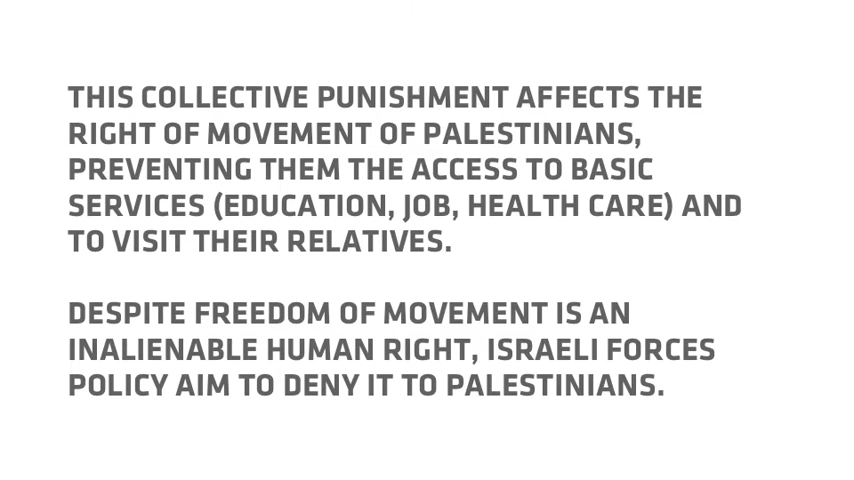 THIS COLLECTIVE PUNISHMENT AFFECTS THE
RIGHT OF MOVEMENT OF PALESTINIANS,
PREVENTING THEM THE ACCESS TO BASIC
SERVICES (EDUCATION, JOB, HEALTH CARE) AND
TO VISIT THEIR RELATIVES.
DESPITE FREEDOM OF MOVEMENT IS AN
INALIENABLE HUMAN RIGHT, ISRAELI FORCES
POLICY AIM TO DENY IT TO PALESTINIANS.